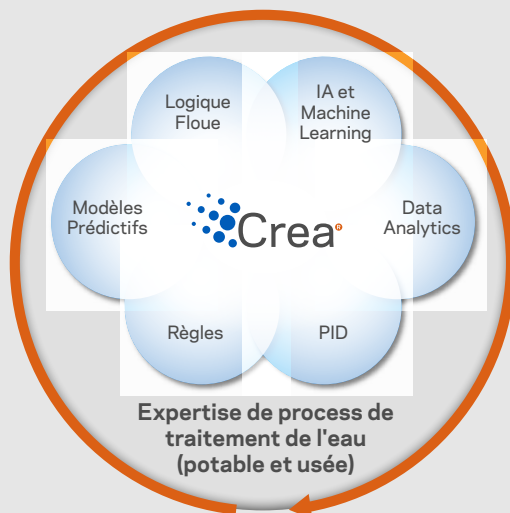 Logique
Floue
IA et
Machine
Learning
Modèles
Prédictifs
Crea®
Data
Analytics
Règles
PID
Expertise de process de
traitement de l'eau
(potable et usée)